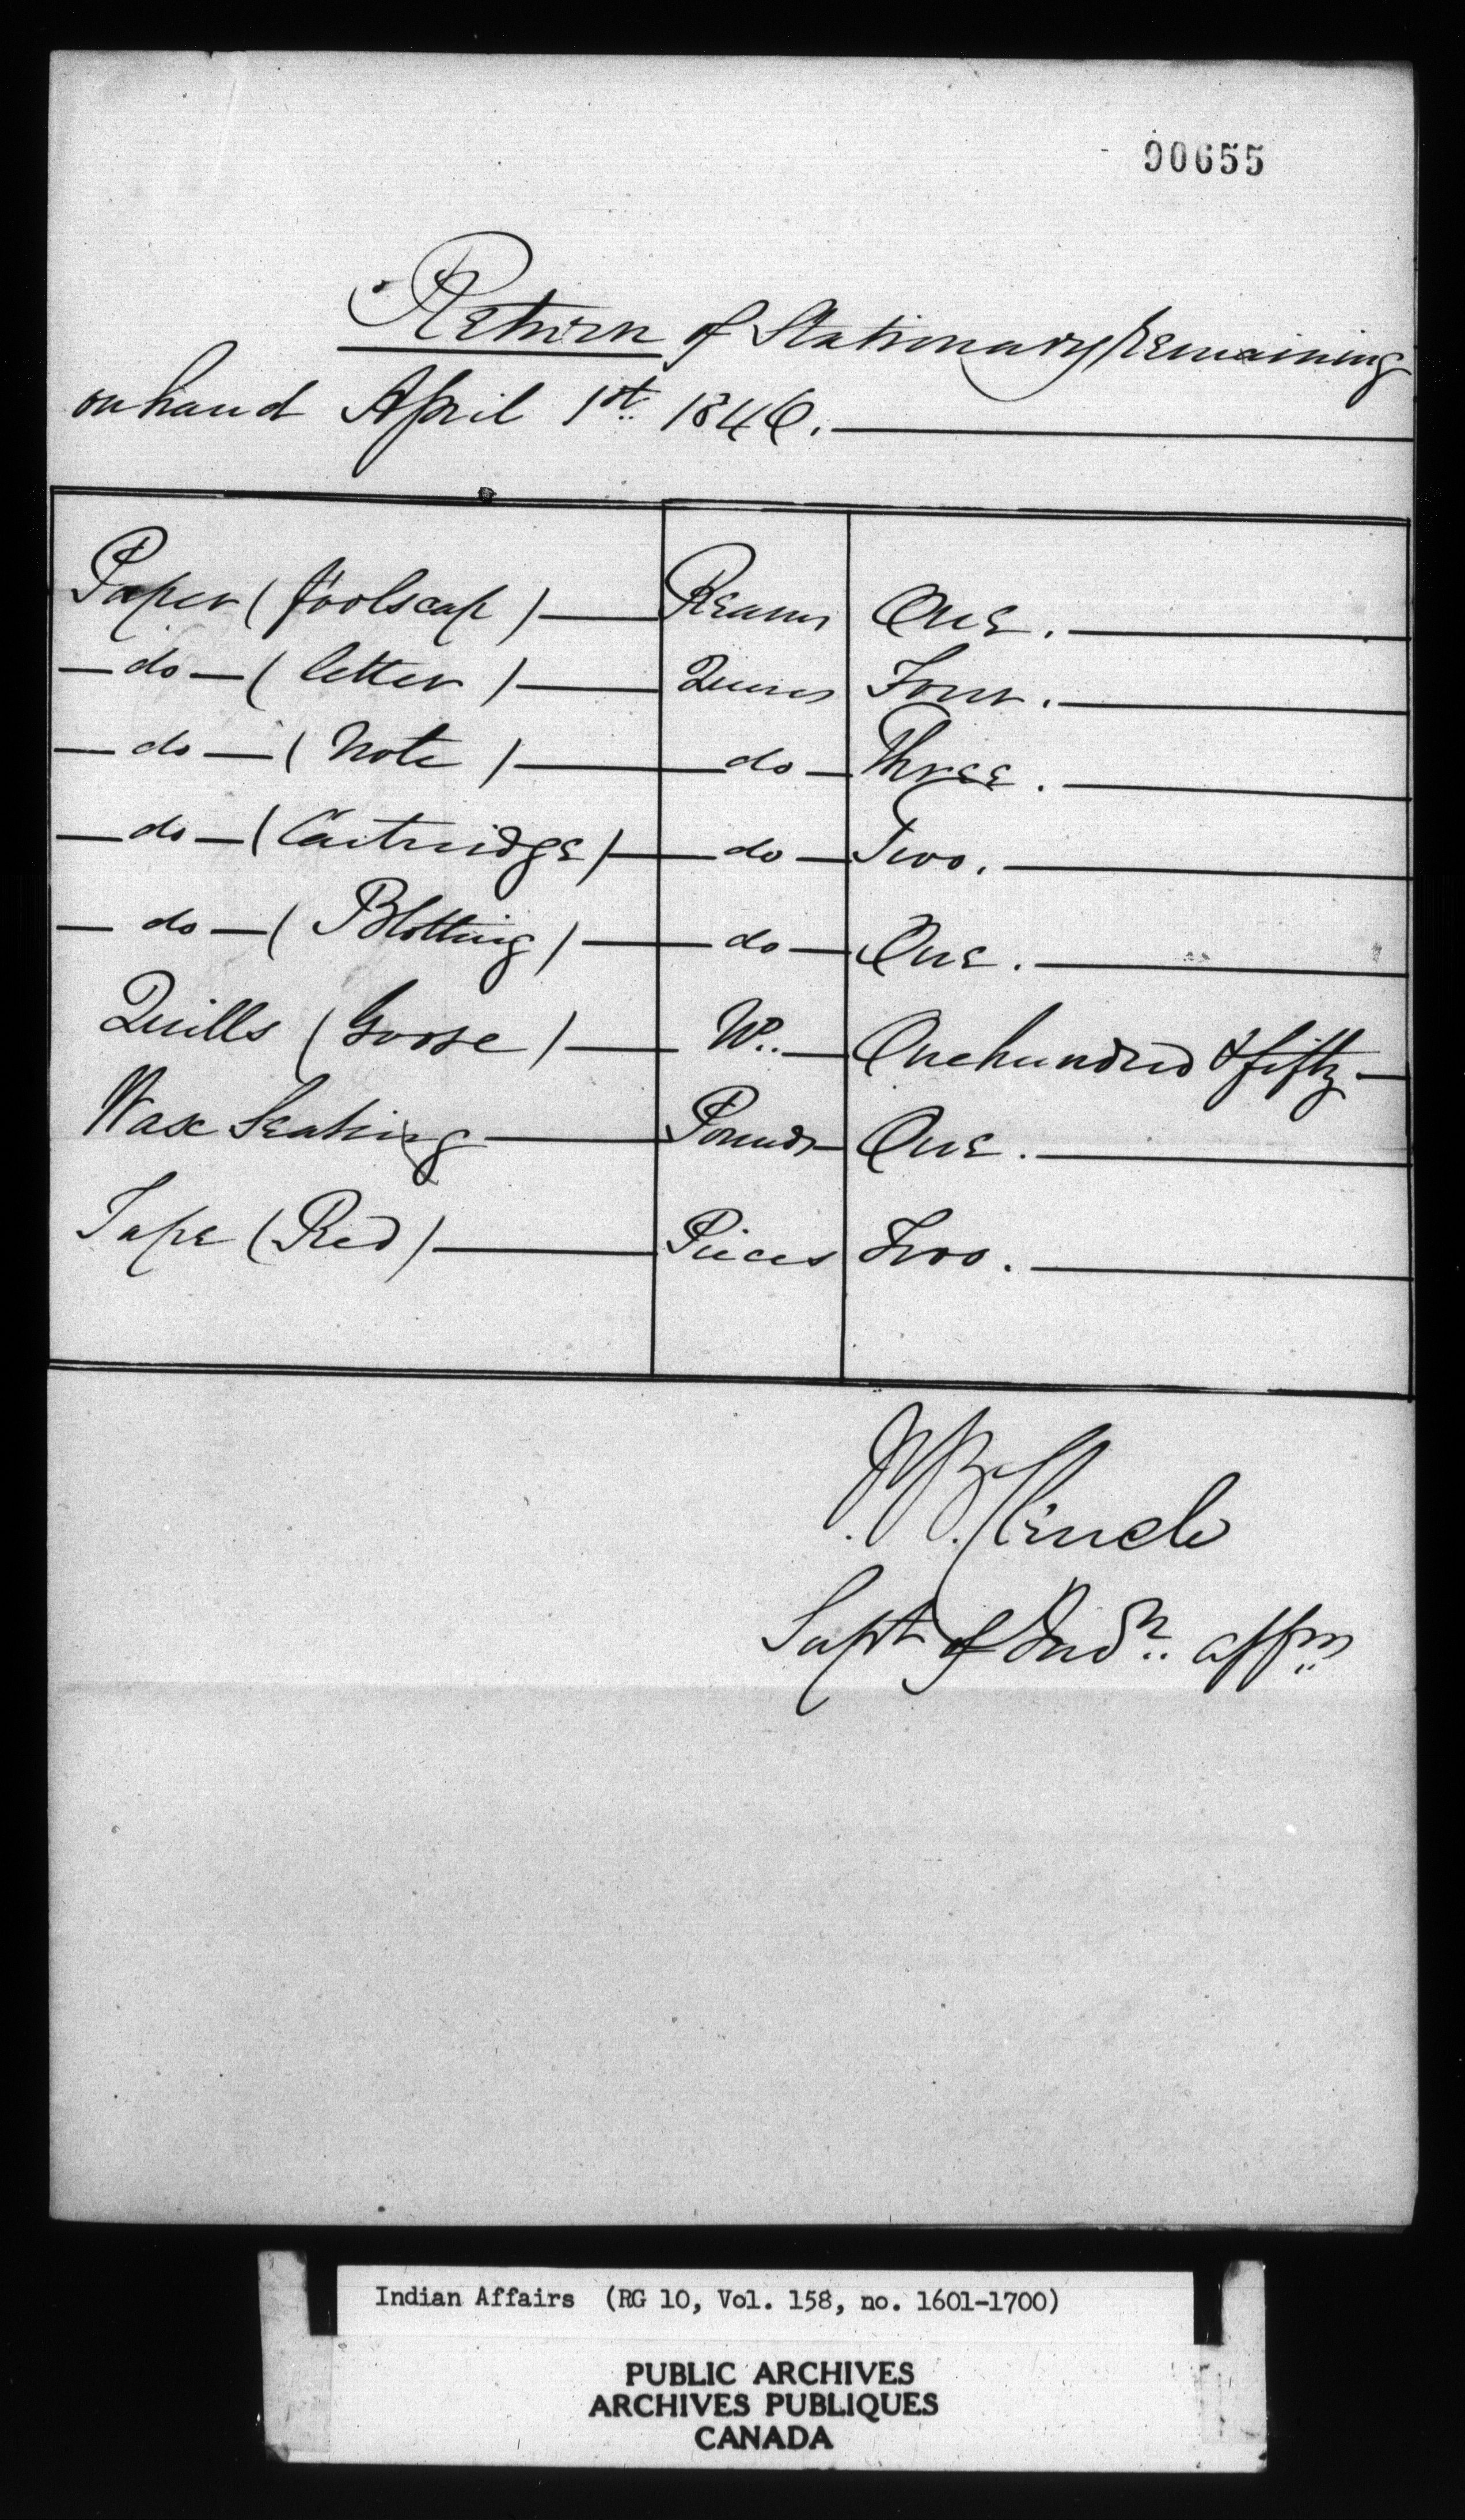 90655
Return of Stationary Remaining
on hand April 1st 1846.
Paper (foolscap) Reams One.
do (letter) Quires Four.
do (Note) do Three.
do (Cartridge) do Two.
do (Blotting) do One.
Quills (Goose) No. One hundred & fifty
Wax Sealing Pounds One.
Tape (Red) Pieces Two.
J. B. Clench
Supt of Indn. affrs
Indian Affairs (RG 10, Vol. 158, no. 1601-1700)
PUBLIC ARCHIVES
ARCHIVES PUBLIQUES
CANADA